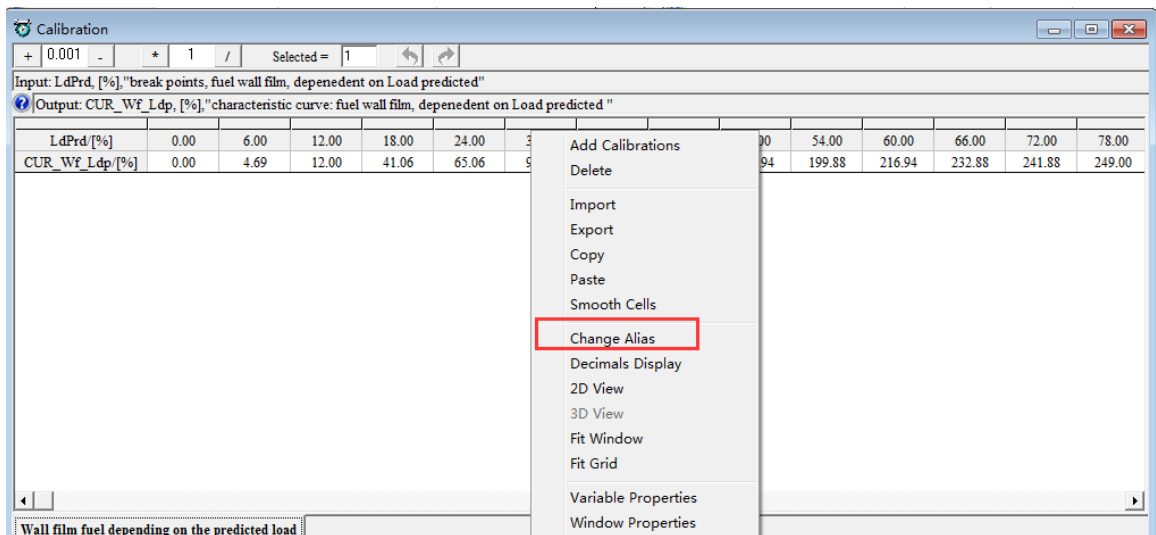 Calibration
+ 0.001 - * 1 / Selected = 1
Input: LdPrd, [%],"break points, fuel wall film, depenedent on Load predicted"
Output: CUR_Wf_Ldp, [%],"characteristic curve: fuel wall film, depenedent on Load predicted "
LdPrd/[%] 0.00 6.00 12.00 18.00 24.00 54.00 60.00 66.00 72.00 78.00
CUR_Wf_Ldp/[%] 0.00 4.69 12.00 41.06 65.06 199.88 216.94 232.88 241.88 249.00
Add Calibrations
Delete
Import
Export
Copy
Paste
Smooth Cells
Change Alias
Decimals Display
2D View
3D View
Fit Window
Fit Grid
Variable Properties
Window Properties
Wall film fuel depending on the predicted load